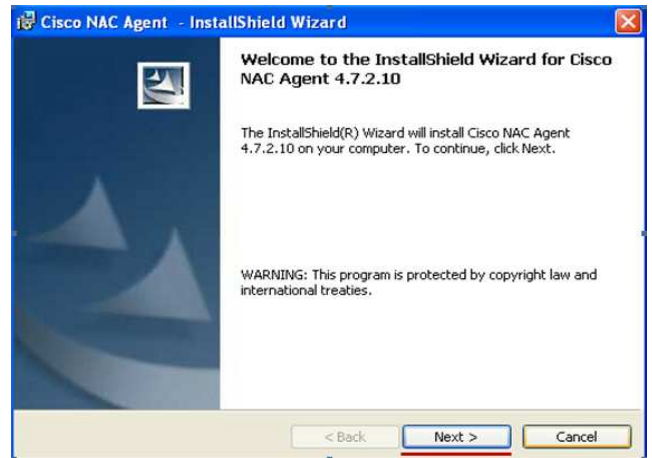 Cisco NAC Agent - InstallShield Wizard
Welcome to the InstallShield Wizard for Cisco
NAC Agent 4.7.2.10
The InstallShield(R) Wizard will install Cisco NAC Agent
4.7.2.10 on your computer. To continue, click Next.
WARNING: This program is protected by copyright law and
international treaties.
< Back
Next >
Cancel